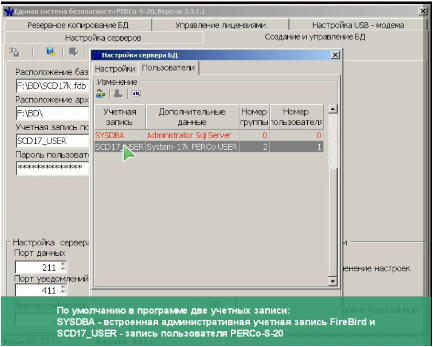 Единая система безопасности PERCo-S-20, Версия 3.3.1.1
Резервное копирование БД
Управление лицензиями
Настройка USB - модема
Настройка серверов
Создание и управление БД
Расположение баз
F:\BD\SCD17k.fdb
Расположение арх
F:\BD\
Учетная запись по
SCD17_USER
Пароль пользоват
**************
Настройки сервера БД
Настройки
Пользователи
Изменение
Учетная запись
Дополнительные данные
Номер группы
Номер пользователя
SYSDBA
Administrator Sql Server
0
0
SCD17_USER
System-17k PERCo USER
2
1
Настройка сервера
Порт данных
211
Порт уведомлений
411
менение настроек
По умолчанию в программе две учетных записи:
SYSDBA - встроенная административная учетная запись FireBird и
SCD17_USER - запись пользователя PERCo-S-20